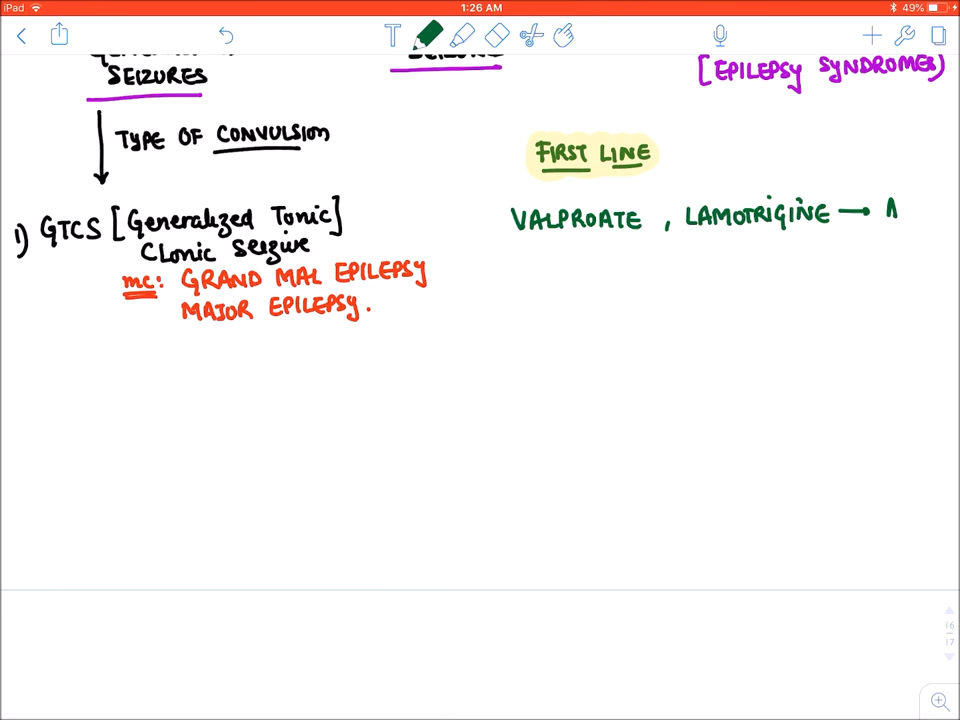 iPad 1:26 AM 49%
T
SEIZURES
SEIZURE
[EPILEPSY SYNDROMES)
TYPE OF CONVULSION
FIRST LINE
1) GTCS [Generalized Tonic]
Clonic Seizure
VALPROATE , LAMOTRIGINE → A
mc: GRAND MAL EPILEPSY
MAJOR EPILEPSY.
16
17